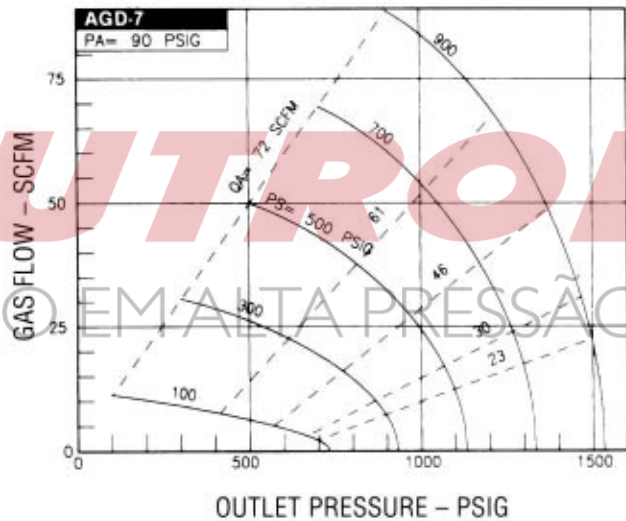 AGD-7
PA= 90 PSIG
900
75
700
QA= 72 SCFM
UTROL
GAS FLOW – SCFM
50
PS= 500 PSIG
61
46
O EM ALTA PRESSÃO
300
25
30
23
100
0
0
500
1000
1500
OUTLET PRESSURE – PSIG